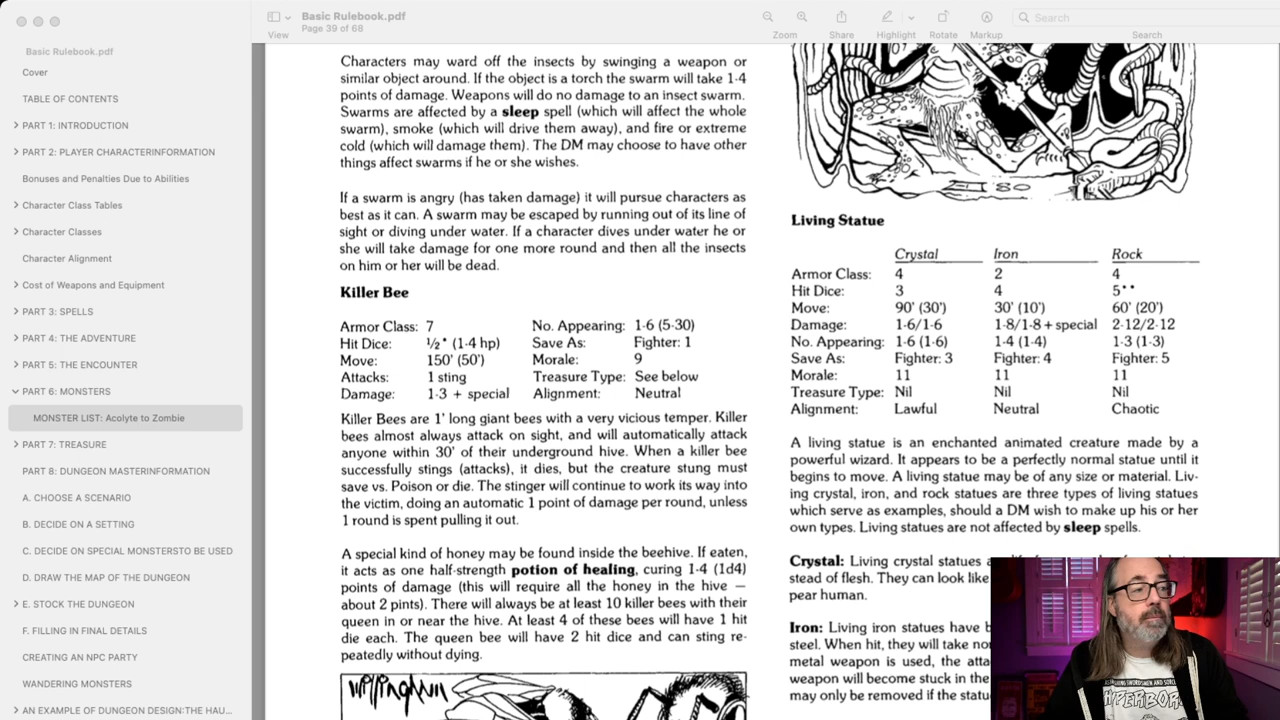 Basic Rulebook.pdf
Page 39 of 68
View
Zoom
Share
Highlight
Rotate
Markup
Search
Search
Basic Rulebook.pdf
Cover
TABLE OF CONTENTS
PART 1: INTRODUCTION
PART 2: PLAYER CHARACTERINFORMATION
Bonuses and Penalties Due to Abilities
Character Class Tables
Character Classes
Character Alignment
Cost of Weapons and Equipment
PART 3: SPELLS
PART 4: THE ADVENTURE
PART 5: THE ENCOUNTER
PART 6: MONSTERS
MONSTER LIST: Acolyte to Zombie
PART 7: TREASURE
PART 8: DUNGEON MASTERINFORMATION
A. CHOOSE A SCENARIO
B. DECIDE ON A SETTING
C. DECIDE ON SPECIAL MONSTERSTO BE USED
D. DRAW THE MAP OF THE DUNGEON
E. STOCK THE DUNGEON
F. FILLING IN FINAL DETAILS
CREATING AN NPC PARTY
WANDERING MONSTERS
AN EXAMPLE OF DUNGEON DESIGN:THE HAU...
Characters may ward off the insects by swinging a weapon or
similar object around. If the object is a torch the swarm will take 1-4
points of damage. Weapons will do no damage to an insect swarm.
Swarms are affected by a sleep spell (which will affect the whole
swarm), smoke (which will drive them away), and fire or extreme
cold (which will damage them). The DM may choose to have other
things affect swarms if he or she wishes.
If a swarm is angry (has taken damage) it will pursue characters as
best as it can. A swarm may be escaped by running out of its line of
sight or diving under water. If a character dives under water he or
she will take damage for one more round and then all the insects
on him or her will be dead.
Killer Bee
Armor Class: 7 No. Appearing: 1-6 (5-30)
Hit Dice: ½* (1-4 hp) Save As: Fighter: 1
Move: 150' (50') Morale: 9
Attacks: 1 sting Treasure Type: See below
Damage: 1-3 + special Alignment: Neutral
Killer Bees are 1' long giant bees with a very vicious temper. Killer
bees almost always attack on sight, and will automatically attack
anyone within 30' of their underground hive. When a killer bee
successfully stings (attacks), it dies, but the creature stung must
save vs. Poison or die. The stinger will continue to work its way into
the victim, doing an automatic 1 point of damage per round, unless
1 round is spent pulling it out.
A special kind of honey may be found inside the beehive. If eaten,
it acts as one half-strength potion of healing, curing 1-4 (1d4)
points of damage (this will require all the honey in the hive —
about 2 pints). There will always be at least 10 killer bees with their
queen in or near the hive. At least 4 of these bees will have 1 hit
die each. The queen bee will have 2 hit dice and can sting re-
peatedly without dying.
Living Statue
Crystal Iron Rock
Armor Class: 4 2 4
Hit Dice: 3 4 5**
Move: 90' (30') 30' (10') 60' (20')
Damage: 1-6/1-6 1-8/1-8 + special 2-12/2-12
No. Appearing: 1-6 (1-6) 1-4 (1-4) 1-3 (1-3)
Save As: Fighter: 3 Fighter: 4 Fighter: 5
Morale: 11 11 11
Treasure Type: Nil Nil Nil
Alignment: Lawful Neutral Chaotic
A living statue is an enchanted animated creature made by a
powerful wizard. It appears to be a perfectly normal statue until it
begins to move. A living statue may be of any size or material. Liv-
ing crystal, iron, and rock statues are three types of living statues
which serve as examples, should a DM wish to make up his or her
own types. Living statues are not affected by sleep spells.
Crystal: Living crystal statues
stead of flesh. They can look like
pear human.
Iron: Living iron statues have
steel. When hit, they will take
metal weapon is used, the
weapon will become stuck in the
may only be removed if the